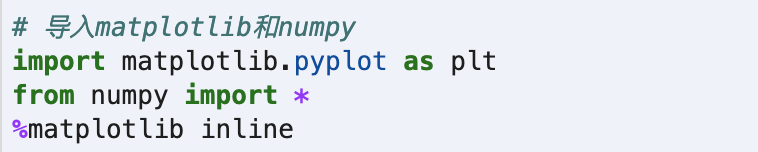 # 导入matplotlib和numpy
import matplotlib.pyplot as plt
from numpy import *
%matplotlib inline